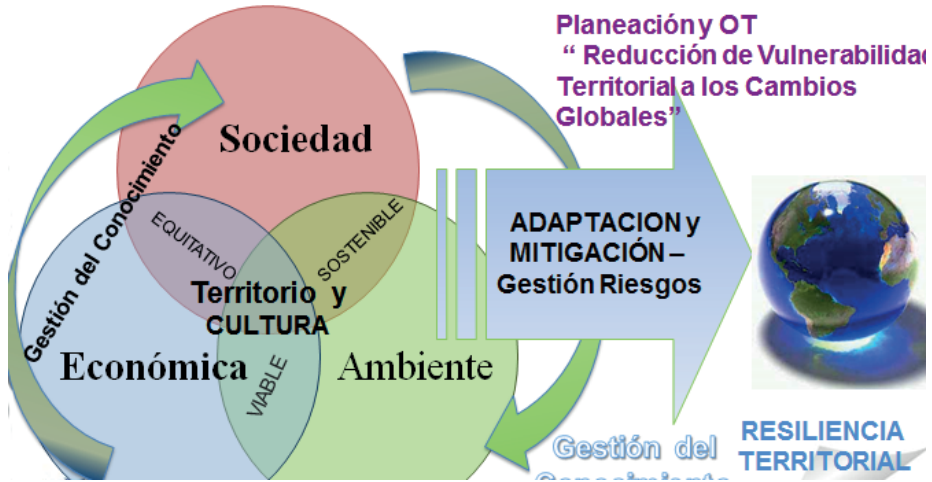 Planeación y OT
“ Reducción de Vulnerabilidad
Territorial a los Cambios
Globales”
Sociedad
Gestión del Conocimiento
EQUITATIVO
SOSTENIBLE
ADAPTACION y
MITIGACIÓN –
Gestión Riesgos
Territorio y
CULTURA
Económica
VIABLE
Ambiente
Gestión del
Conocimiento
RESILIENCIA
TERRITORIAL